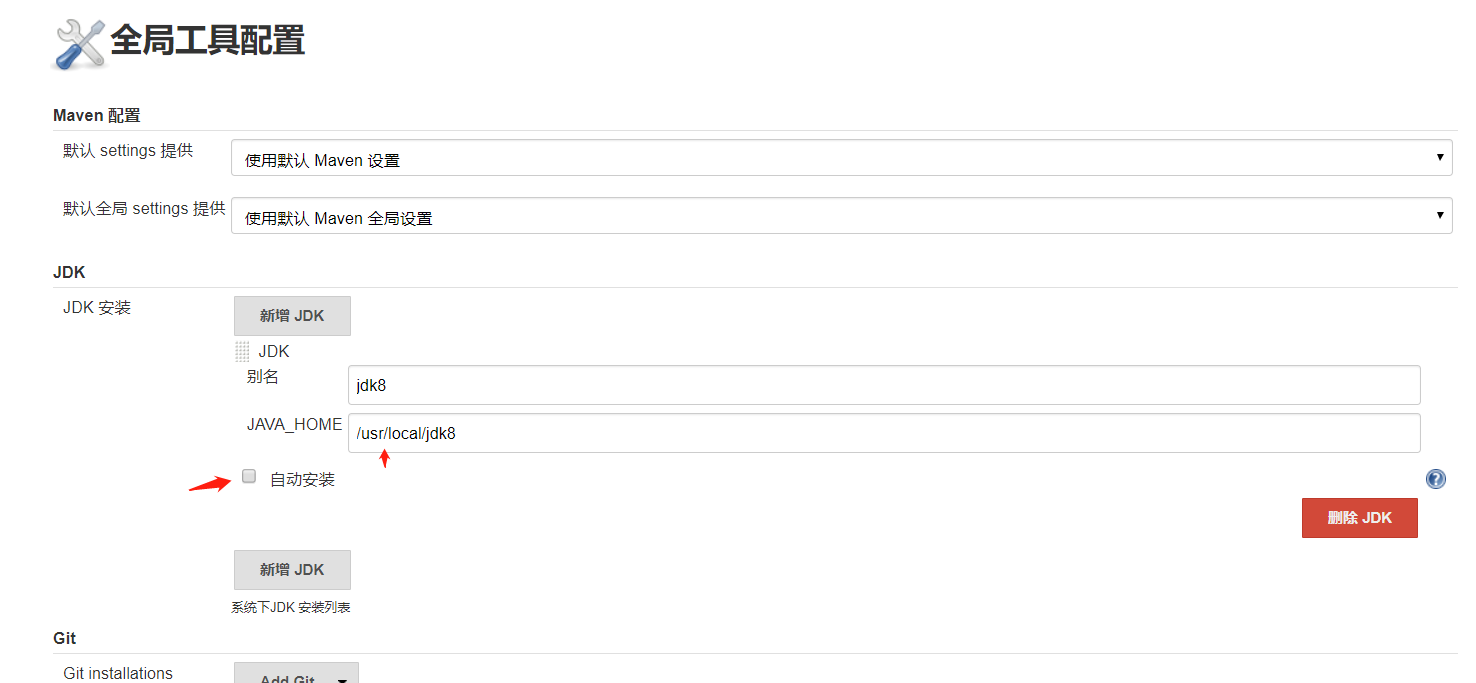 全局工具配置
Maven 配置
默认 settings 提供
使用默认 Maven 设置
默认全局 settings 提供
使用默认 Maven 全局设置
JDK
JDK 安装
新增 JDK
JDK
别名
jdk8
JAVA_HOME
/usr/local/jdk8
自动安装
?
删除 JDK
新增 JDK
系统下JDK 安装列表
Git
Git installations
Add Git